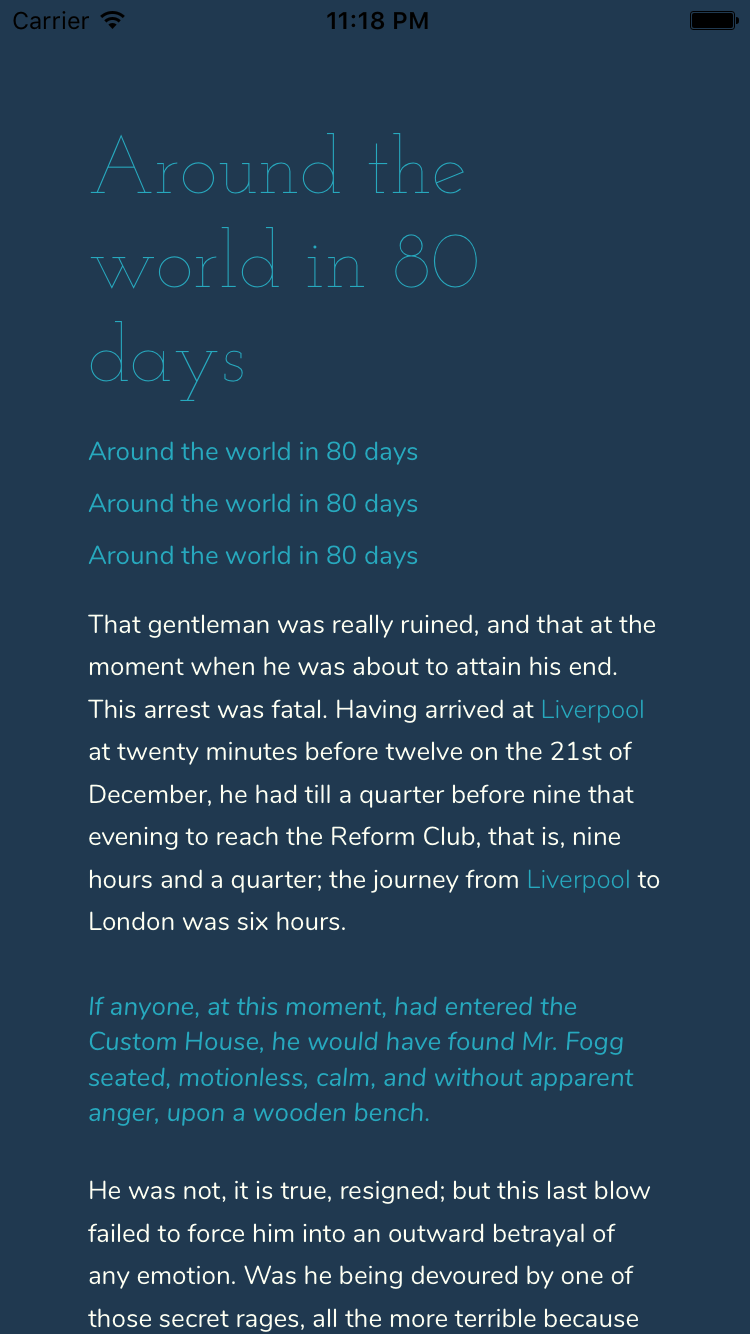 Carrier 11:18 PM
Around the
world in 80
days
Around the world in 80 days
Around the world in 80 days
Around the world in 80 days
That gentleman was really ruined, and that at the
moment when he was about to attain his end.
This arrest was fatal. Having arrived at Liverpool
at twenty minutes before twelve on the 21st of
December, he had till a quarter before nine that
evening to reach the Reform Club, that is, nine
hours and a quarter; the journey from Liverpool to
London was six hours.
If anyone, at this moment, had entered the
Custom House, he would have found Mr. Fogg
seated, motionless, calm, and without apparent
anger, upon a wooden bench.
He was not, it is true, resigned; but this last blow
failed to force him into an outward betrayal of
any emotion. Was he being devoured by one of
those secret rages, all the more terrible because